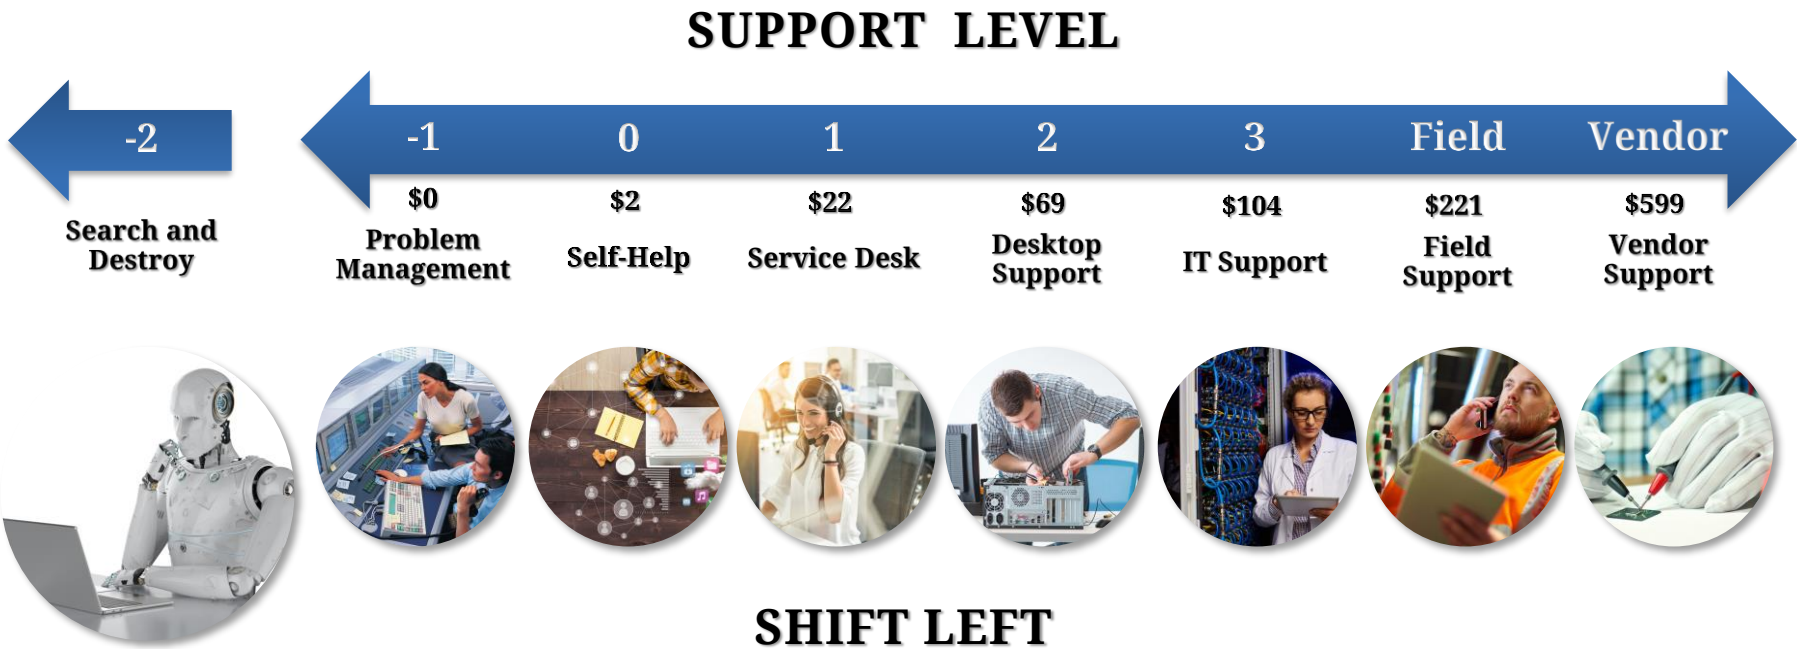 SUPPORT LEVEL
-2
-1
0
1
2
3
Field
Vendor
$0
$2
$22
$69
$104
$221
$599
Search and
Destroy
Problem
Management
Self-Help
Service Desk
Desktop
Support
IT Support
Field
Support
Vendor
Support
SHIFT LEFT